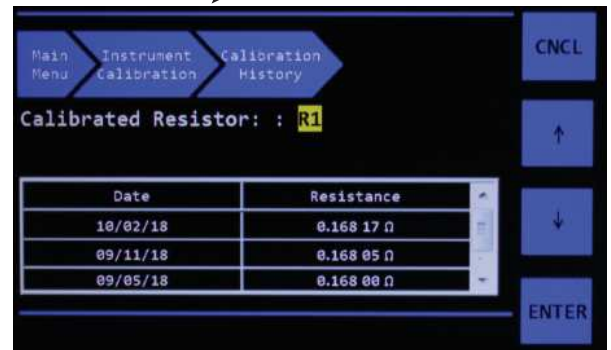 Main Menu
Instrument Calibration
Calibration History
CNCL
Calibrated Resistor: : R1
↑
Date Resistance
10/02/18 0.168 17 Ω
↓
09/11/18 0.168 05 Ω
09/05/18 0.168 00 Ω
ENTER